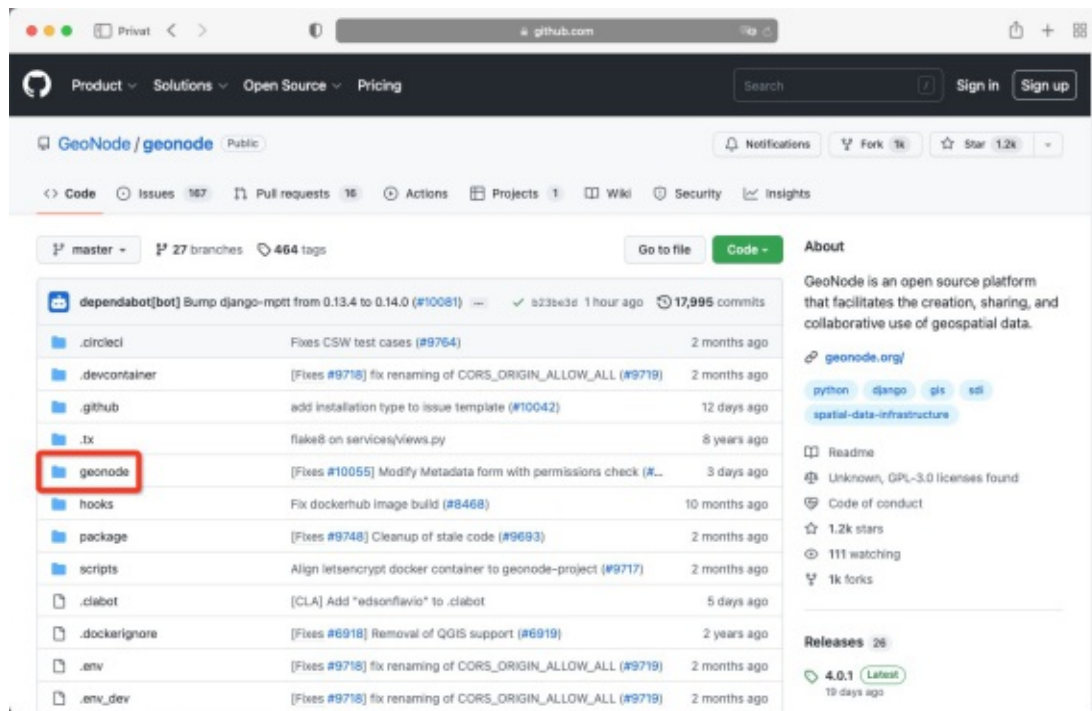 Privat
github.com
Product Solutions Open Source Pricing Search / Sign in Sign up
GeoNode / geonode Public Notifications Fork 1k Star 1.2k
Code Issues 167 Pull requests 16 Actions Projects 1 Wiki Security Insights
master 27 branches 464 tags Go to file Code
About
GeoNode is an open source platform
that facilitates the creation, sharing, and
collaborative use of geospatial data.
geonode.org/
python django gis sdi
spatial-data-infrastructure
Readme
Unknown, GPL-3.0 licenses found
Code of conduct
1.2k stars
111 watching
1k forks
Releases 26
4.0.1 Latest
19 days ago
dependabot[bot] Bump django-mptt from 0.13.4 to 0.14.0 (#10081) ... b23be3d 1 hour ago 17,995 commits
.circleci Fixes CSW test cases (#9764) 2 months ago
.devcontainer [Fixes #9718] fix renaming of CORS_ORIGIN_ALLOW_ALL (#9719) 2 months ago
.github add installation type to issue template (#10042) 12 days ago
.tx flake8 on services/views.py 8 years ago
geonode [Fixes #10055] Modify Metadata form with permissions check (#... 3 days ago
hooks Fix dockerhub image build (#8468) 10 months ago
package [Fixes #9748] Cleanup of stale code (#9693) 2 months ago
scripts Align letsencrypt docker container to geonode-project (#9717) 2 months ago
.clabot [CLA] Add "edsonflavio" to .clabot 5 days ago
.dockerignore [Fixes #6918] Removal of QGIS support (#6919) 2 years ago
.env [Fixes #9718] fix renaming of CORS_ORIGIN_ALLOW_ALL (#9719) 2 months ago
.env_dev [Fixes #9718] fix renaming of CORS_ORIGIN_ALLOW_ALL (#9719) 2 months ago